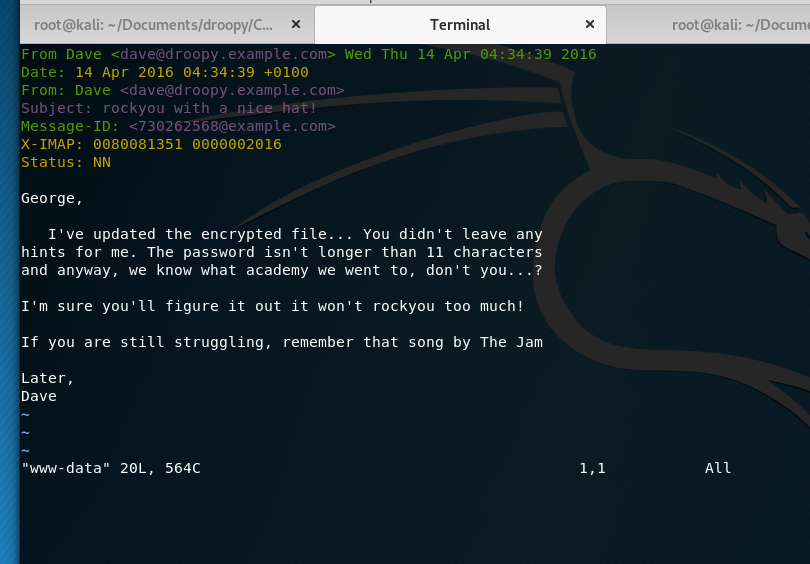 root@kali: ~/Documents/droopy/C... × Terminal × root@kali: ~/Docume
From Dave <dave@droopy.example.com> Wed Thu 14 Apr 04:34:39 2016
Date: 14 Apr 2016 04:34:39 +0100
From: Dave <dave@droopy.example.com>
Subject: rockyou with a nice hat!
Message-ID: <730262568@example.com>
X-IMAP: 0080081351 0000002016
Status: NN
George,
I've updated the encrypted file... You didn't leave any
hints for me. The password isn't longer than 11 characters
and anyway, we know what academy we went to, don't you...?
I'm sure you'll figure it out it won't rockyou too much!
If you are still struggling, remember that song by The Jam
Later,
Dave
~
~
~
"www-data" 20L, 564C 1,1 All